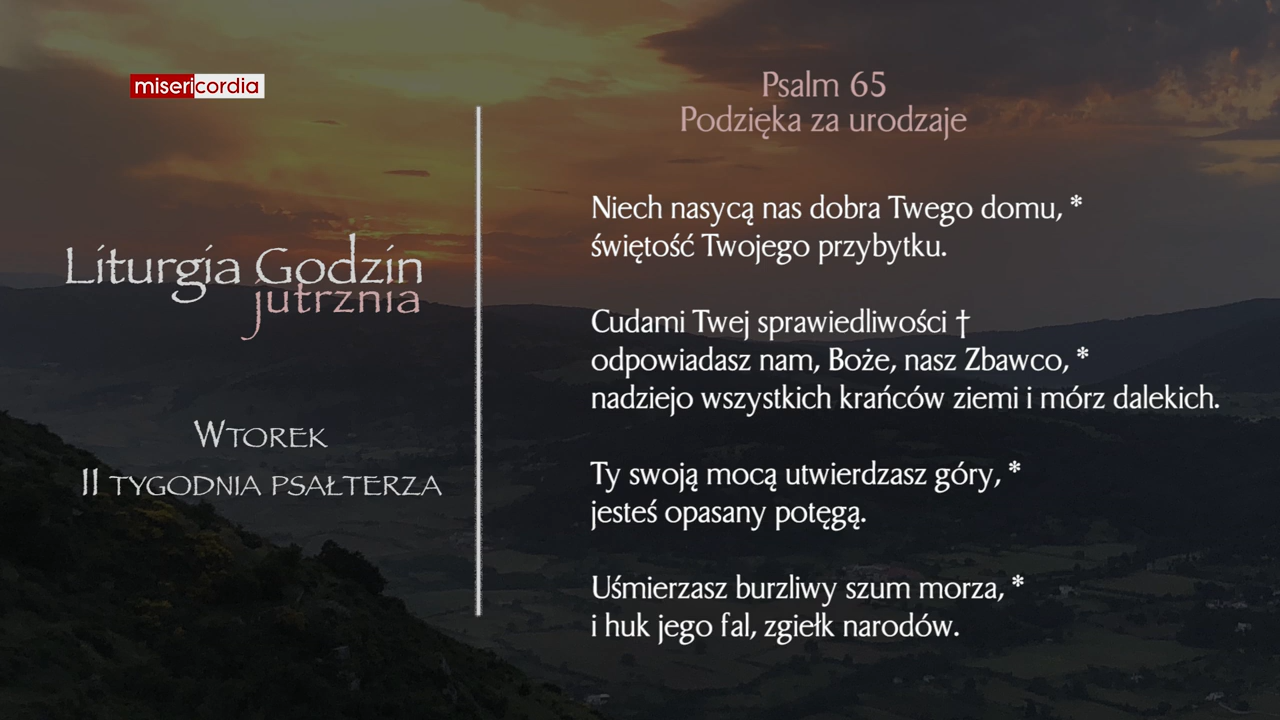 misericordia
Liturgia Godzin
jutrznia
Wtorek
II tygodnia psałterza
Psalm 65
Podzięka za urodzaje
Niech nasycą nas dobra Twego domu, *
świętość Twojego przybytku.
Cudami Twej sprawiedliwości †
odpowiadasz nam, Boże, nasz Zbawco, *
nadziejo wszystkich krańców ziemi i mórz dalekich.
Ty swoją mocą utwierdzasz góry, *
jesteś opasany potęgą.
Uśmierzasz burzliwy szum morza, *
i huk jego fal, zgiełk narodów.